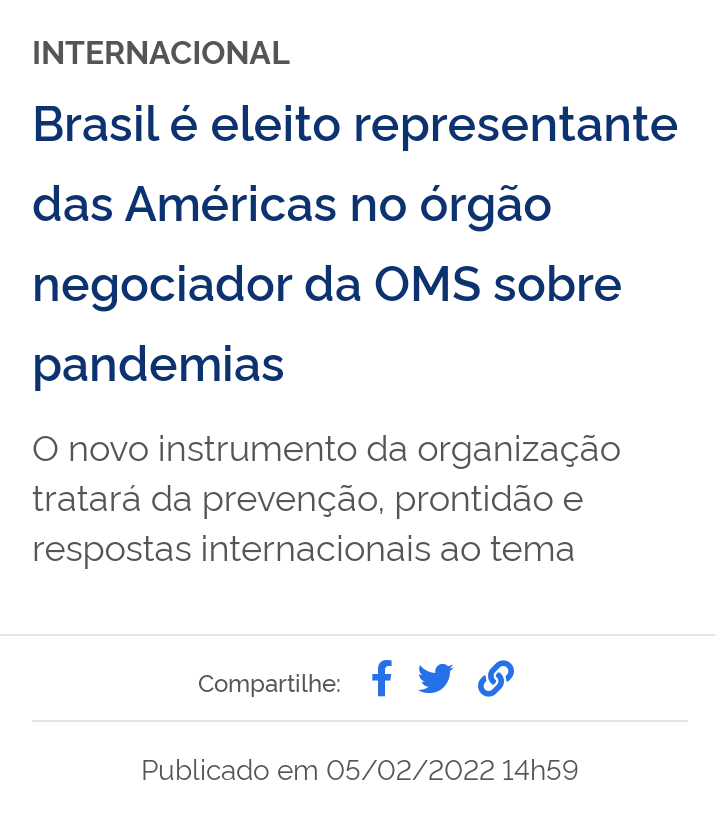 INTERNACIONAL
Brasil é eleito representante
das Américas no órgão
negociador da OMS sobre
pandemias
O novo instrumento da organização
tratará da prevenção, prontidão e
respostas internacionais ao tema
Compartilhe:
Publicado em 05/02/2022 14h59